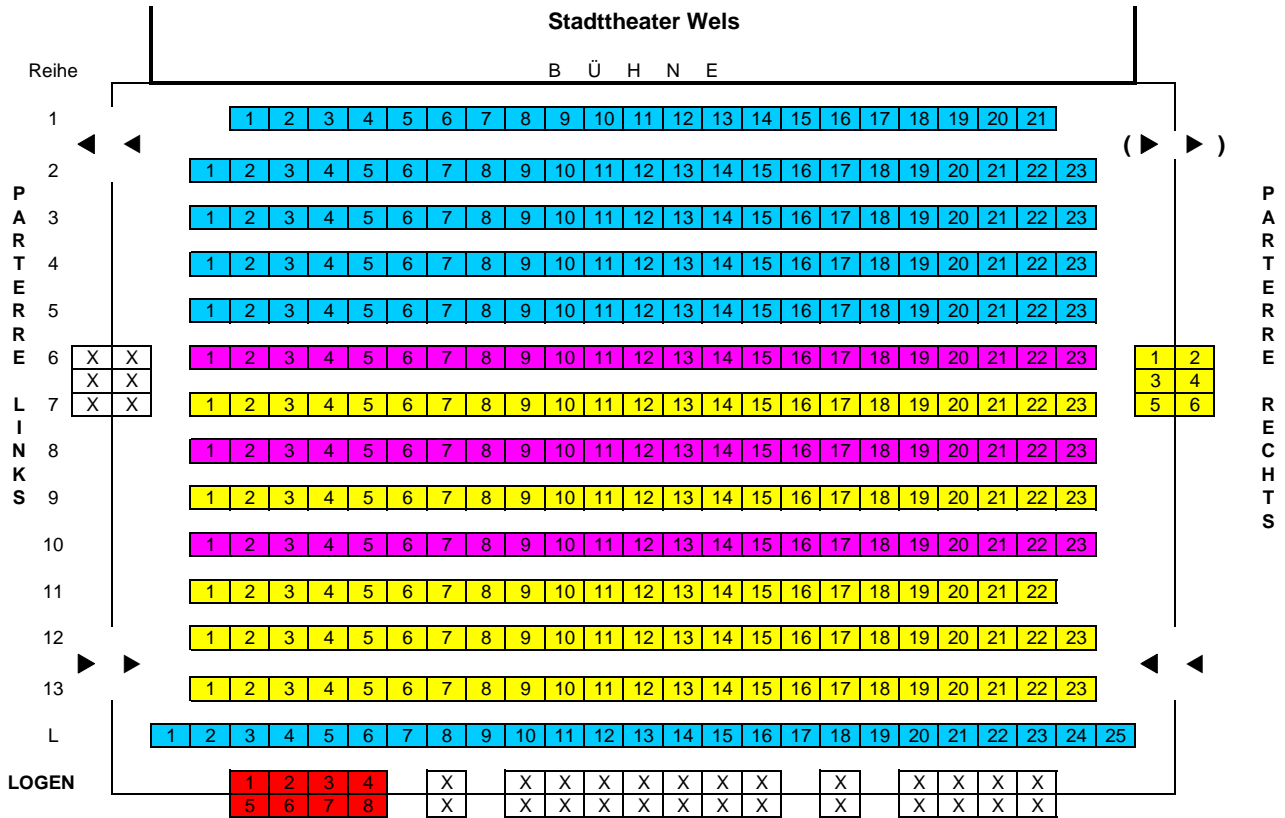 Stadttheater Wels
Reihe B Ü H N E
1 1 2 3 4 5 6 7 8 9 10 11 12 13 14 15 16 17 18 19 20 21
( )
2 1 2 3 4 5 6 7 8 9 10 11 12 13 14 15 16 17 18 19 20 21 22 23
3 1 2 3 4 5 6 7 8 9 10 11 12 13 14 15 16 17 18 19 20 21 22 23
4 1 2 3 4 5 6 7 8 9 10 11 12 13 14 15 16 17 18 19 20 21 22 23
5 1 2 3 4 5 6 7 8 9 10 11 12 13 14 15 16 17 18 19 20 21 22 23
6 X X 1 2 3 4 5 6 7 8 9 10 11 12 13 14 15 16 17 18 19 20 21 22 23 1 2
X X 3 4
7 X X 1 2 3 4 5 6 7 8 9 10 11 12 13 14 15 16 17 18 19 20 21 22 23 5 6
8 1 2 3 4 5 6 7 8 9 10 11 12 13 14 15 16 17 18 19 20 21 22 23
9 1 2 3 4 5 6 7 8 9 10 11 12 13 14 15 16 17 18 19 20 21 22 23
10 1 2 3 4 5 6 7 8 9 10 11 12 13 14 15 16 17 18 19 20 21 22 23
11 1 2 3 4 5 6 7 8 9 10 11 12 13 14 15 16 17 18 19 20 21 22
12 1 2 3 4 5 6 7 8 9 10 11 12 13 14 15 16 17 18 19 20 21 22 23
13 1 2 3 4 5 6 7 8 9 10 11 12 13 14 15 16 17 18 19 20 21 22 23
L 1 2 3 4 5 6 7 8 9 10 11 12 13 14 15 16 17 18 19 20 21 22 23 24 25
LOGEN 1 2 3 4 X X X X X X X X X X X X X
5 6 7 8 X X X X X X X X X X X X X
PARTERRE LINKS
PARTERRE RECHTS